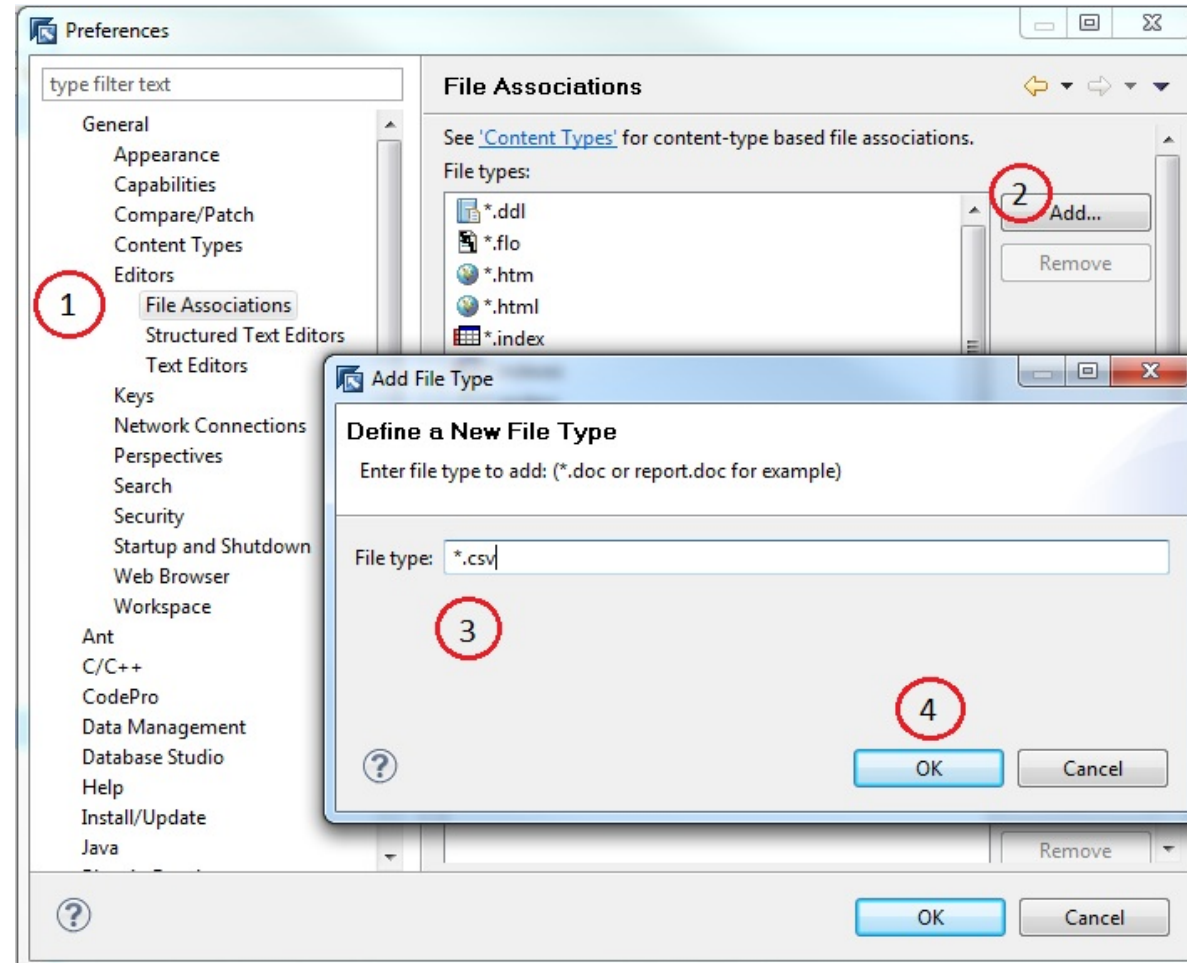 Preferences
type filter text
General
Appearance
Capabilities
Compare/Patch
Content Types
Editors
1
File Associations
Structured Text Editors
Text Editors
Keys
Network Connections
Perspectives
Search
Security
Startup and Shutdown
Web Browser
Workspace
Ant
C/C++
CodePro
Data Management
Database Studio
Help
Install/Update
Java
File Associations
See 'Content Types' for content-type based file associations.
File types:
*.ddl
*.flo
*.htm
*.html
*.index
2
Add...
Remove
Add File Type
Define a New File Type
Enter file type to add: (*.doc or report.doc for example)
File type: *.csv
3
4
OK Cancel
Remove
OK Cancel